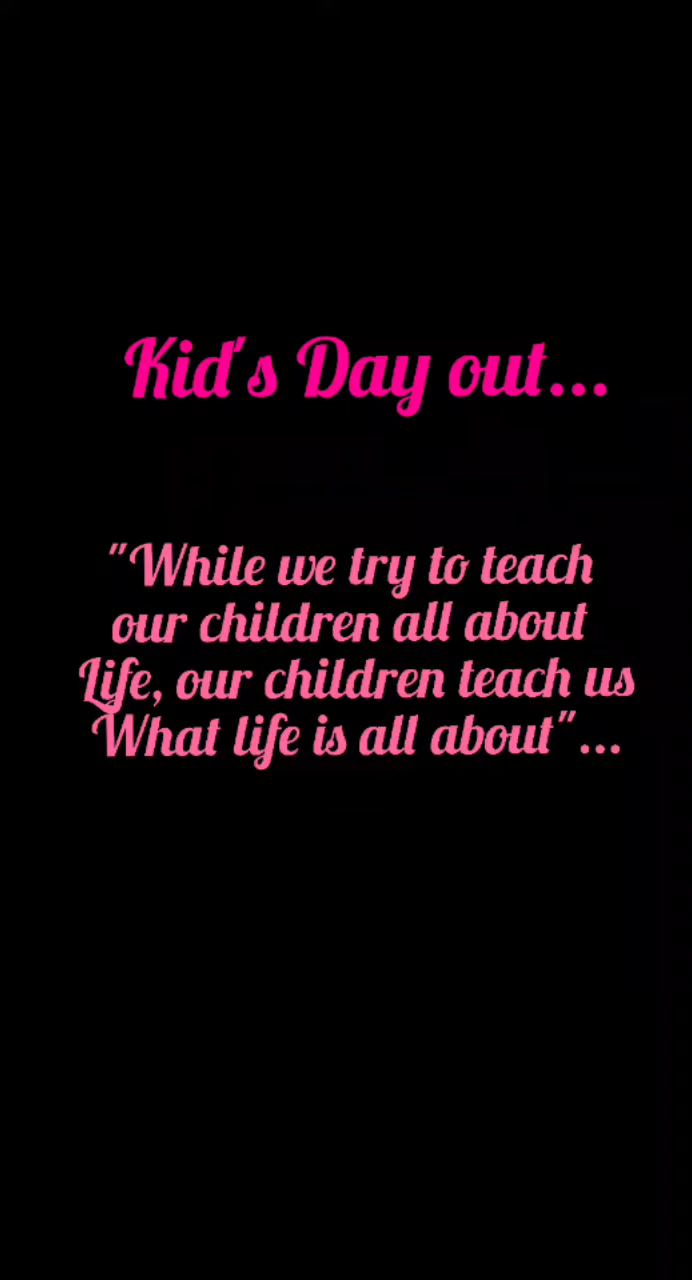 Kid's Day out...
"While we try to teach
our children all about
Life, our children teach us
What life is all about"...